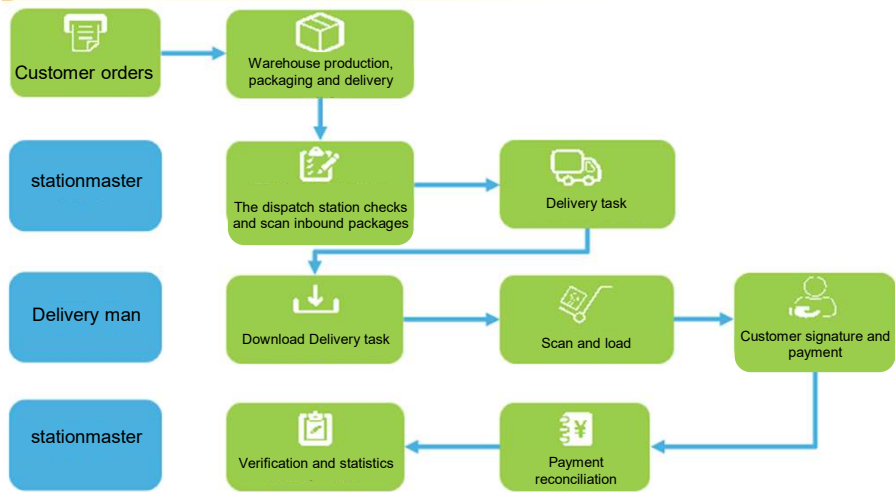 Customer orders
Warehouse production,
packaging and delivery
stationmaster
The dispatch station checks
and scan inbound packages
Delivery task
Delivery man
Download Delivery task
Scan and load
Customer signature and
payment
stationmaster
Verification and statistics
¥
Payment
reconciliation